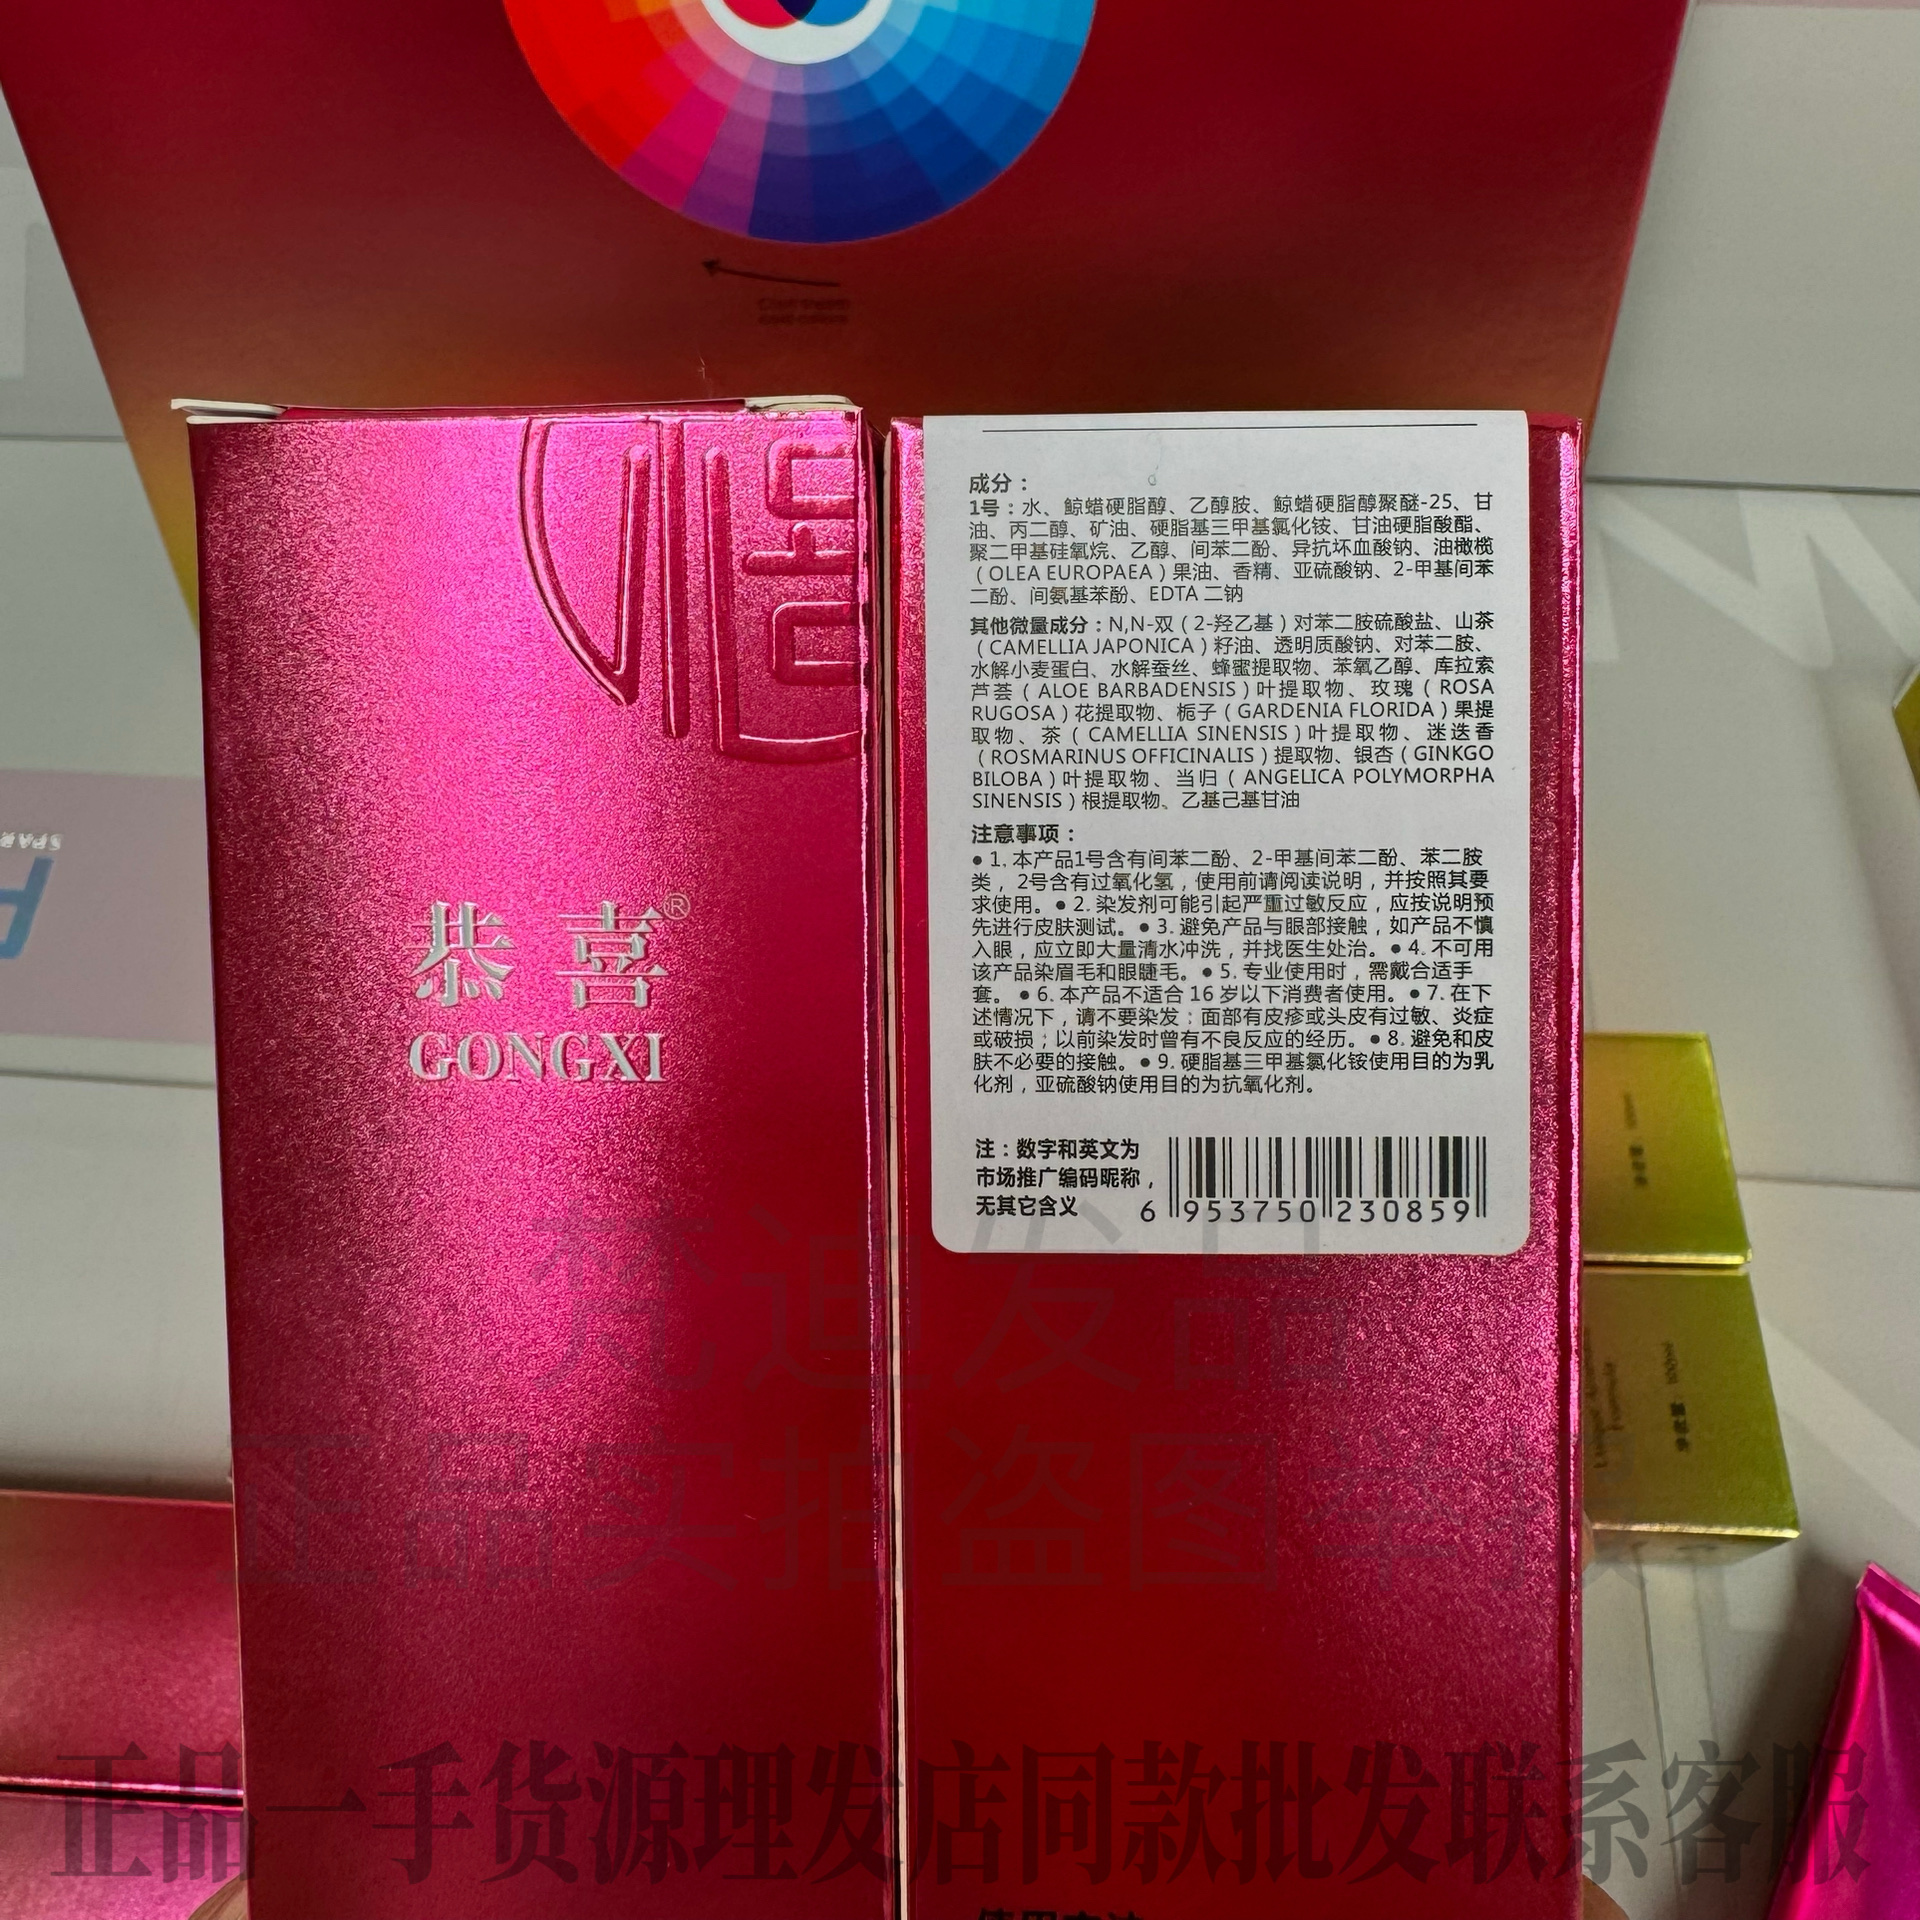 成分：
1号：水、鲸蜡硬脂醇、乙醇胺、鲸蜡硬脂醇聚醚-25、甘
油、丙二醇、矿油、硬脂基三甲基氯化铵、甘油硬脂酸酯、
聚二甲基硅氧烷、乙醇、间苯二酚、异抗坏血酸钠、油橄榄
（OLEA EUROPAEA）果油、香精、亚硫酸钠、2-甲基间苯
二酚、间氨基苯酚、EDTA 二钠
其他微量成分：N,N-双（2-羟乙基）对苯二胺硫酸盐、山茶
（CAMELLIA JAPONICA）籽油、透明质酸钠、对苯二胺、
水解小麦蛋白、水解蚕丝、蜂蜜提取物、苯氧乙醇、库拉索
芦荟（ALOE BARBADENSIS）叶提取物、玫瑰（ROSA
RUGOSA）花提取物、栀子（GARDENIA FLORIDA）果提
取物、茶（CAMELLIA SINENSIS）叶提取物、迷迭香
（ROSMARINUS OFFICINALIS）提取物、银杏（GINKGO
BILOBA）叶提取物、当归（ANGELICA POLYMORPHA
SINENSIS）根提取物、乙基己基甘油
注意事项：
●1. 本产品1号含有间苯二酚、2-甲基间苯二酚、苯二胺
类，2号含有过氧化氢，使用前请阅读说明，并按照其要
求使用。●2. 染发剂可能引起严重过敏反应，应按说明预
先进行皮肤测试。●3. 避免产品与眼部接触，如产品不慎
入眼，应立即大量清水冲洗，并找医生处治。●4. 不可用
该产品染眉毛和眼睫毛。●5. 专业使用时，需戴合适手
套。●6. 本产品不适合 16 岁以下消费者使用。●7. 在下
述情况下，请不要染发：面部有皮疹或头皮有过敏、炎症
或破损；以前染发时曾有不良反应的经历。●8. 避免和皮
肤不必要的接触。●9. 硬脂基三甲基氯化铵使用目的为乳
化剂，亚硫酸钠使用目的为抗氧化剂。
注：数字和英文为
市场推广编码昵称，
无其它含义
6 953750 230859
恭喜®
GONGXI
梵迪发品
正品实拍盗图举报
正品一手货源理发店同款批发联系客服